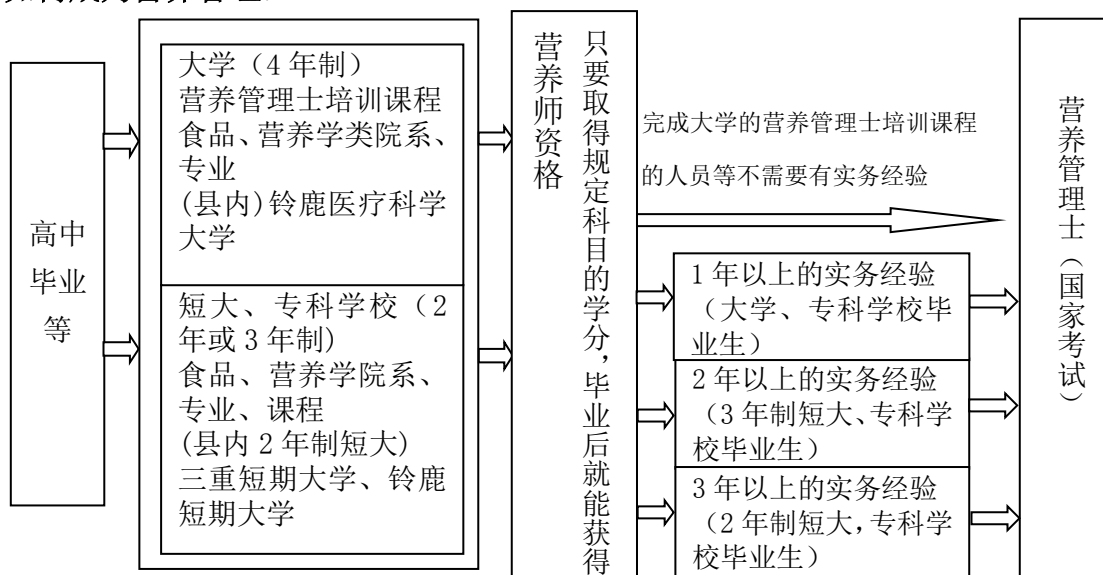 高中
毕业
等
大学（4 年制）
营养管理士培训课程
食品、营养学类院系、
专业
(县内)铃鹿医疗科学
大学
短大、专科学校（2
年或 3 年制)
食品、营养学院系、
专业、课程
(县内 2 年制短大)
三重短期大学、铃鹿
短期大学
只要取得规定科目的学分，毕业后就能获得
营养师资格
完成大学的营养管理士培训课程
的人员等不需要有实务经验
1 年以上的实务经验
（大学、专科学校毕
业生）
2 年以上的实务经验
（3 年制短大、专科学
校毕业生）
3 年以上的实务经验
（2 年制短大，专科学
校毕业生）
营养管理士（国家考试）